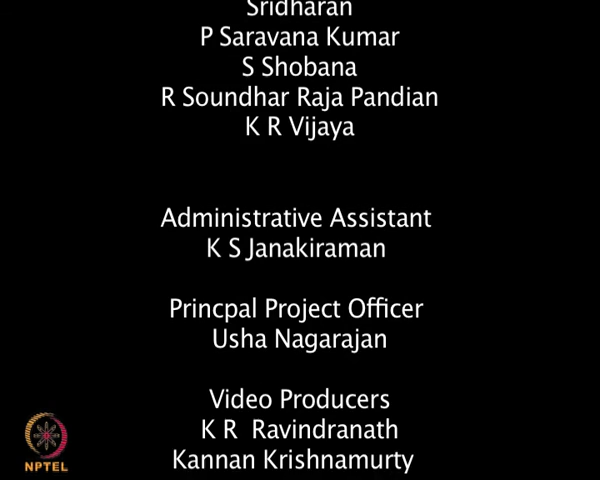 Sridharan
P Saravana Kumar
S Shobana
R Soundhar Raja Pandian
K R Vijaya
Administrative Assistant
K S Janakiraman
Princpal Project Officer
Usha Nagarajan
Video Producers
K R Ravindranath
Kannan Krishnamurty
NPTEL